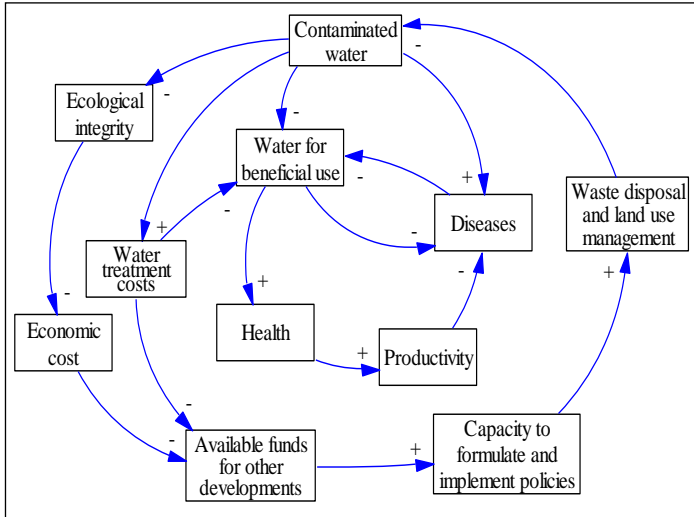 Contaminated
water
-
-
Ecological
integrity
-
Water for
beneficial use
-
+
-
Diseases
Waste disposal
and land use
management
+
-
-
-
Water
treatment
costs
+
+
-
Economic
cost
Health
+
Productivity
-
-
Available funds
for other
developments
+
Capacity to
formulate and
implement policies